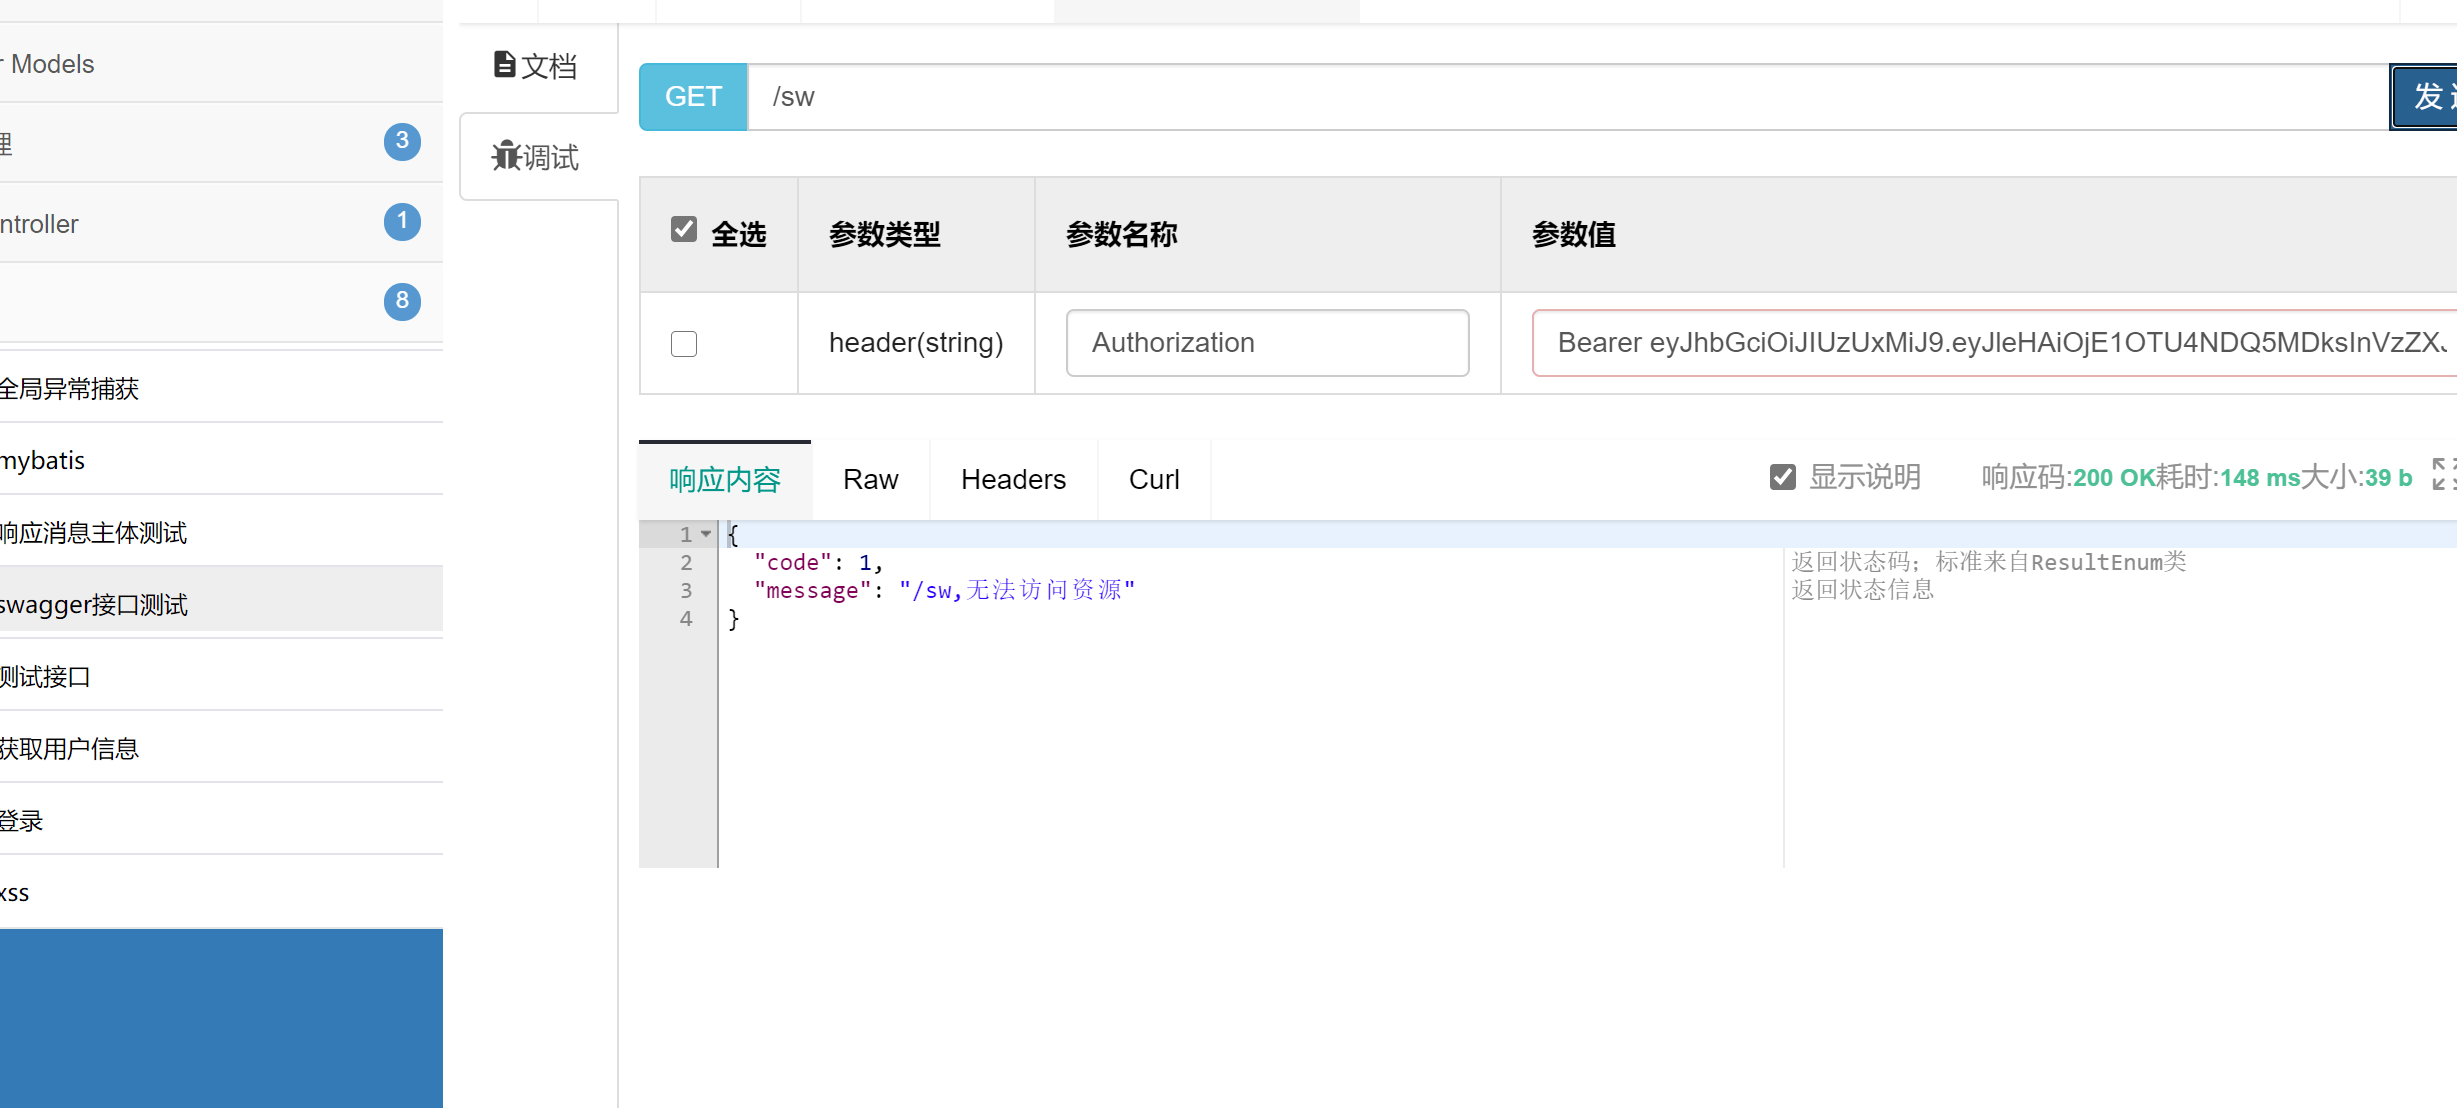 r Models
理
3
ntroller
1
8
全局异常捕获
mybatis
响应消息主体测试
swagger接口测试
测试接口
获取用户信息
登录
xss
文档
调试
GET
/sw
发送
全选
参数类型
参数名称
参数值
header(string)
Authorization
Bearer eyJhbGciOiJIUzUxMiJ9.eyJleHAiOjE1OTU4NDQ5MDksInVzZXJ
响应内容
Raw
Headers
Curl
显示说明
响应码:200 OK耗时:148 ms大小:39 b
1 {
2 "code": 1,
返回状态码；标准来自ResultEnum类
3 "message": "/sw,无法访问资源"
返回状态信息
4 }